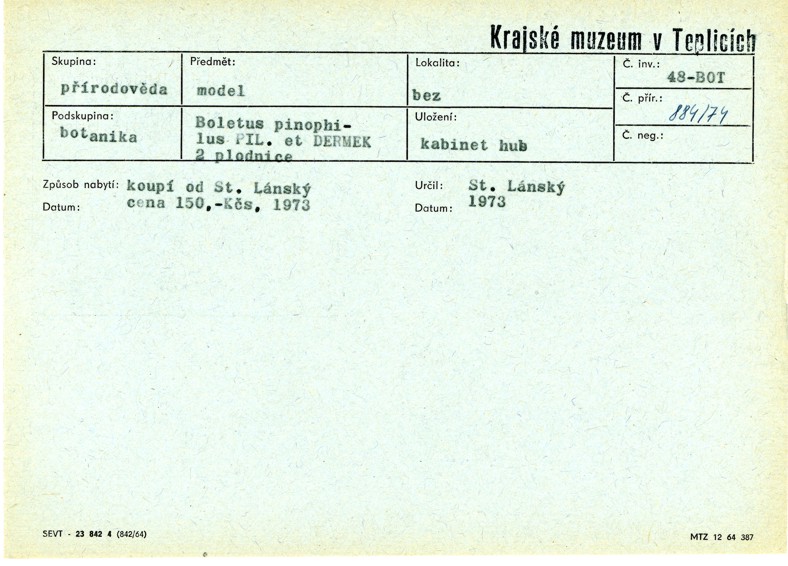 Krajské muzeum v Teplicích
Skupina:
přírodověda
Předmět:
model
Lokalita:
bez
Č. inv.:
48-BOT
Č. přír.:
884/74
Č. neg.:
Podskupina:
botanika
Boletus pinophi-
lus PIL. et DERMEK
2 plodnice
Uložení:
kabinet hub
Způsob nabytí: koupí od St. Lánský
Datum: cena 150,-Kčs, 1973
Určil: St. Lánský
Datum: 1973
SEVT - 23 842 4 (842/64)
MTZ 12 64 387